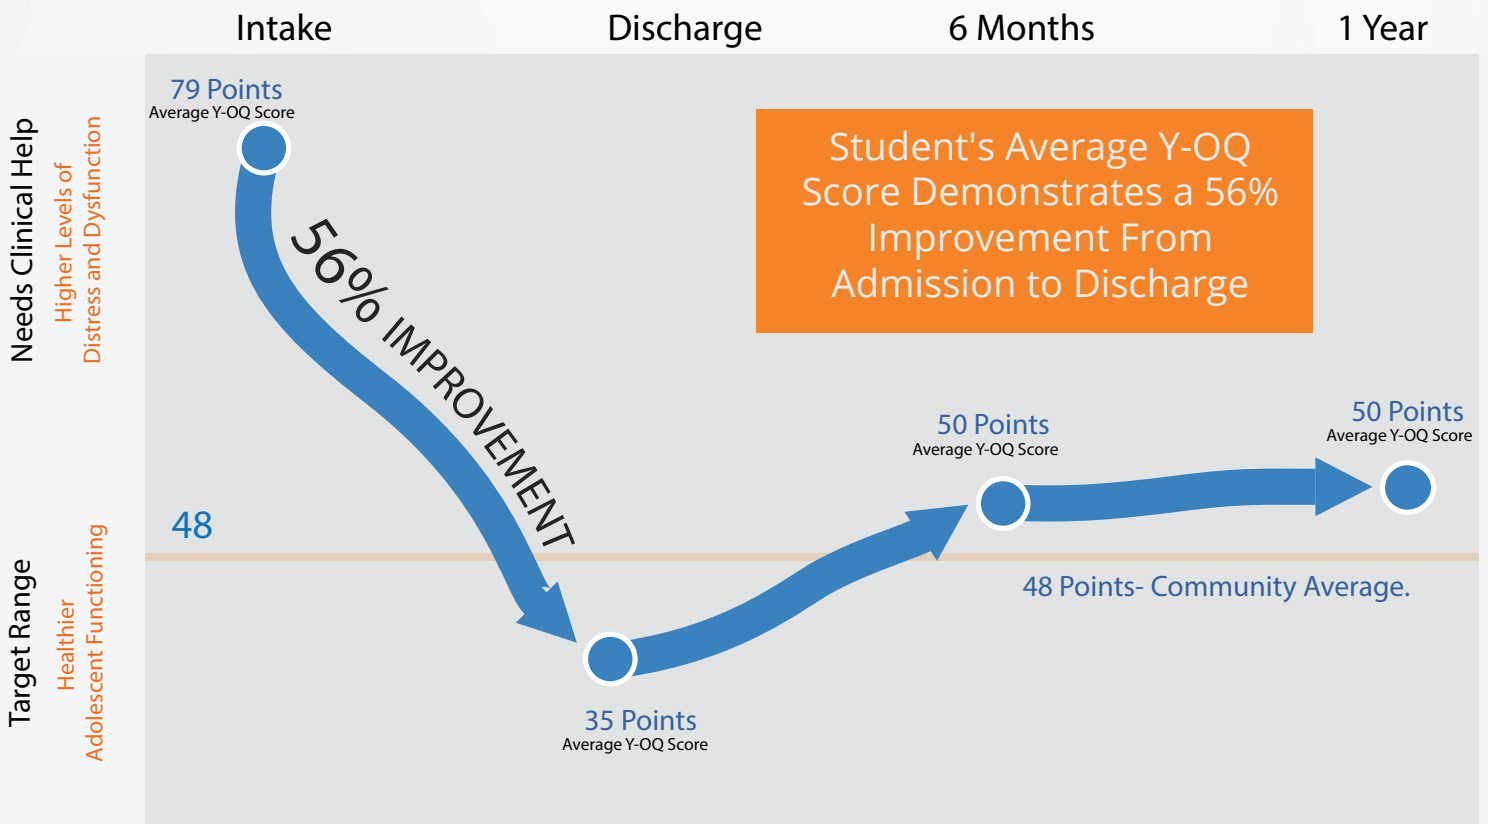 Intake
Discharge
6 Months
1 Year
79 Points
Average Y-OQ Score
Student's Average Y-OQ
Score Demonstrates a 56%
Improvement From
Admission to Discharge
Needs Clinical Help
Higher Levels of
Distress and Dysfunction
56% IMPROVEMENT
50 Points
Average Y-OQ Score
50 Points
Average Y-OQ Score
48
48 Points- Community Average.
Target Range
Healthier
Adolescent Functioning
35 Points
Average Y-OQ Score